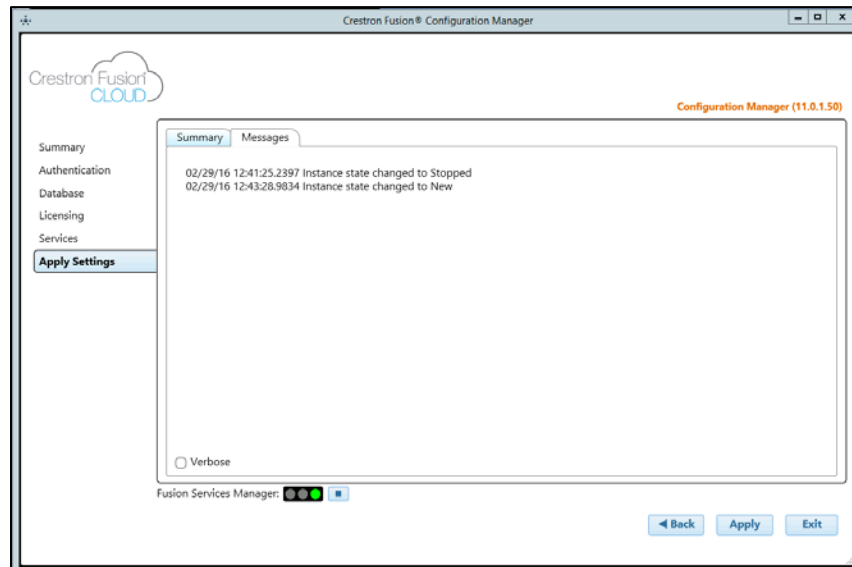 Crestron Fusion® Configuration Manager
Crestron Fusion
CLOUD
Configuration Manager (11.0.1.50)
Summary
Authentication
Database
Licensing
Services
Apply Settings
Summary
Messages
02/29/16 12:41:25.2397 Instance state changed to Stopped
02/29/16 12:43:28.9834 Instance state changed to New
Verbose
Fusion Services Manager:
Back
Apply
Exit